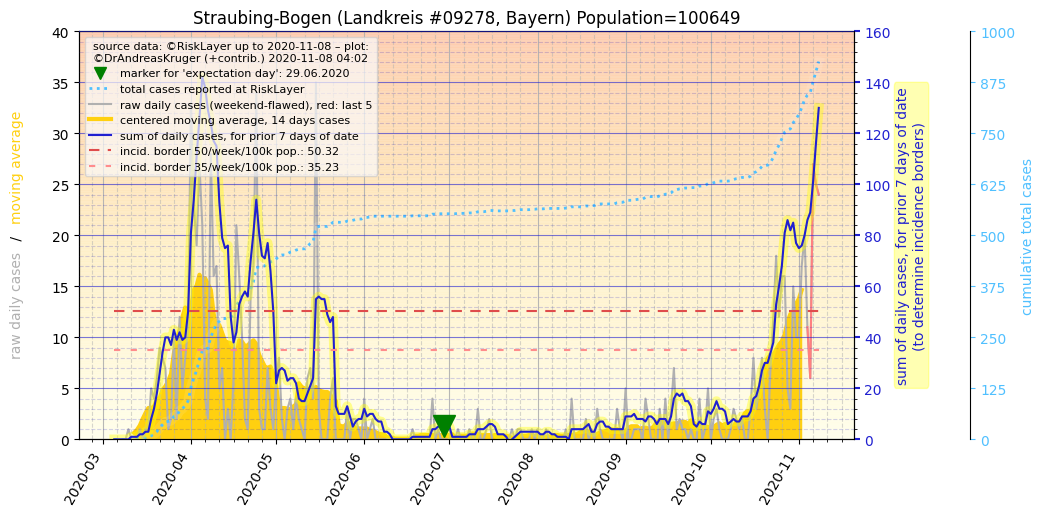 Straubing-Bogen (Landkreis #09278, Bayern) Population=100649
source data: ©RiskLayer up to 2020-11-08 – plot:
©DrAndreasKruger (+contrib.) 2020-11-08 04:02
marker for 'expectation day': 29.06.2020
total cases reported at RiskLayer
raw daily cases (weekend-flawed), red: last 5
centered moving average, 14 days cases
sum of daily cases, for prior 7 days of date
incid. border 50/week/100k pop.: 50.32
incid. border 35/week/100k pop.: 35.23
raw daily cases / moving average
40
35
30
25
20
15
10
5
0
2020-03
2020-04
2020-05
2020-06
2020-07
2020-08
2020-09
2020-10
2020-11
160
140
120
100
80
60
40
20
0
sum of daily cases, for prior 7 days of date
(to determine incidence borders)
1000
875
750
625
500
375
250
125
0
cumulative total cases